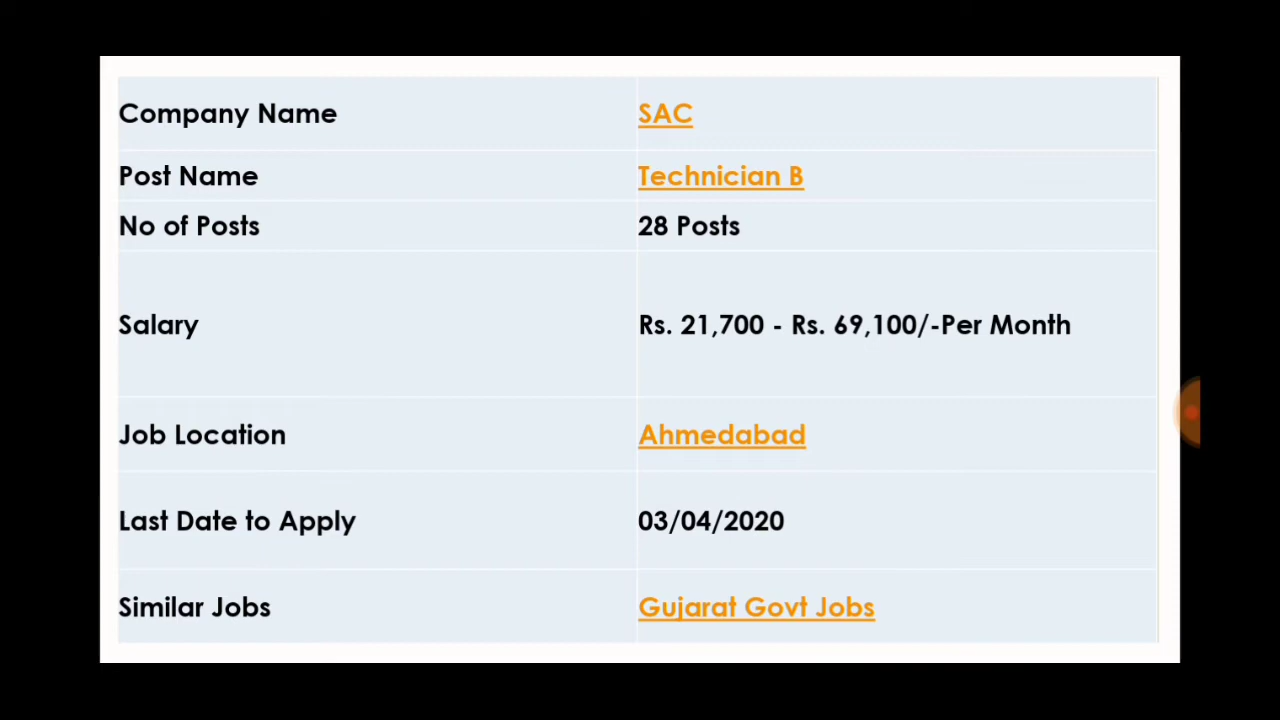 Company Name SAC
Post Name Technician B
No of Posts 28 Posts
Salary Rs. 21,700 - Rs. 69,100/-Per Month
Job Location Ahmedabad
Last Date to Apply 03/04/2020
Similar Jobs Gujarat Govt Jobs